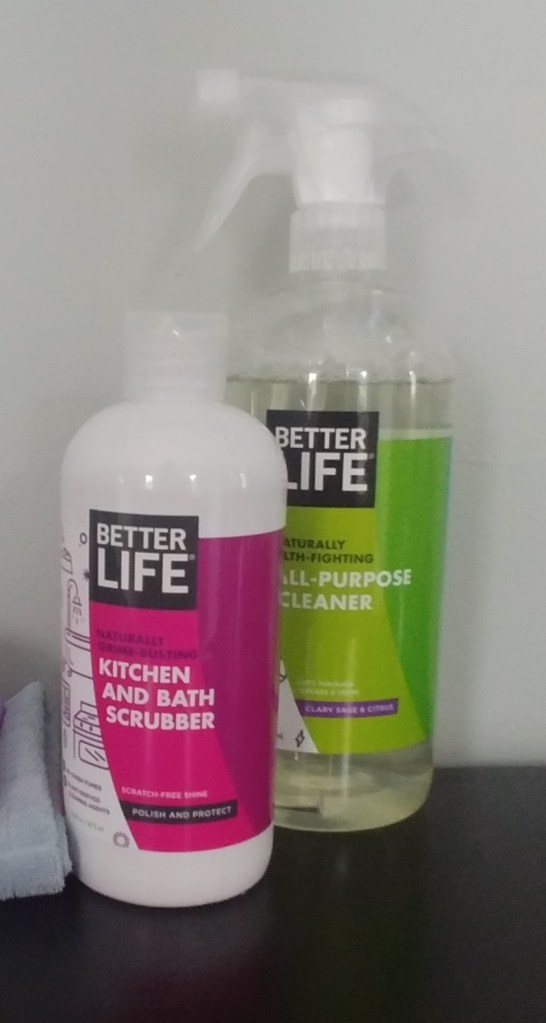 BETTER
LIFE®
NATURALLY
GRIME-BUSTING
KITCHEN
AND BATH
SCRUBBER
SCRATCH-FREE SHINE
POLISH AND PROTECT
BETTER
LIFE®
ATURALLY
LTH-FIGHTING
ALL-PURPOSE
CLEANER
CLARY SAGE & CITRUS